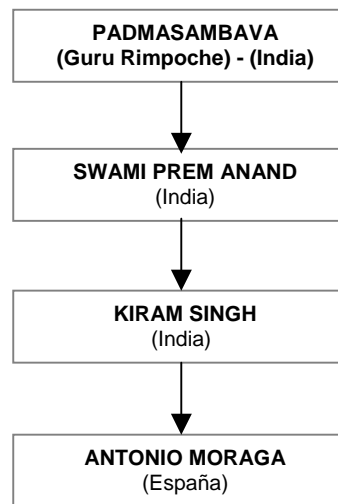 PADMASAMBAVA
(Guru Rimpoche) - (India)
SWAMI PREM ANAND
(India)
KIRAM SINGH
(India)
ANTONIO MORAGA
(España)